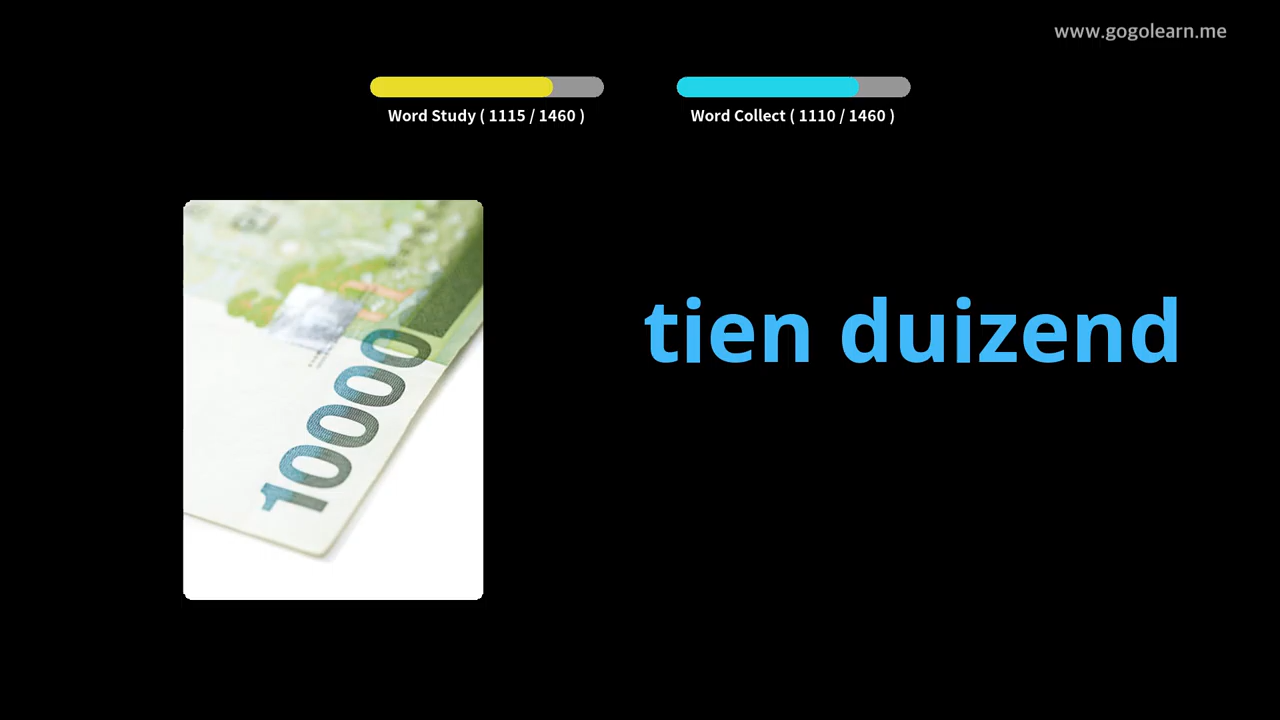 www.gogolearn.me
Word Study ( 1115 / 1460 )
Word Collect ( 1110 / 1460 )
tien duizend
10000